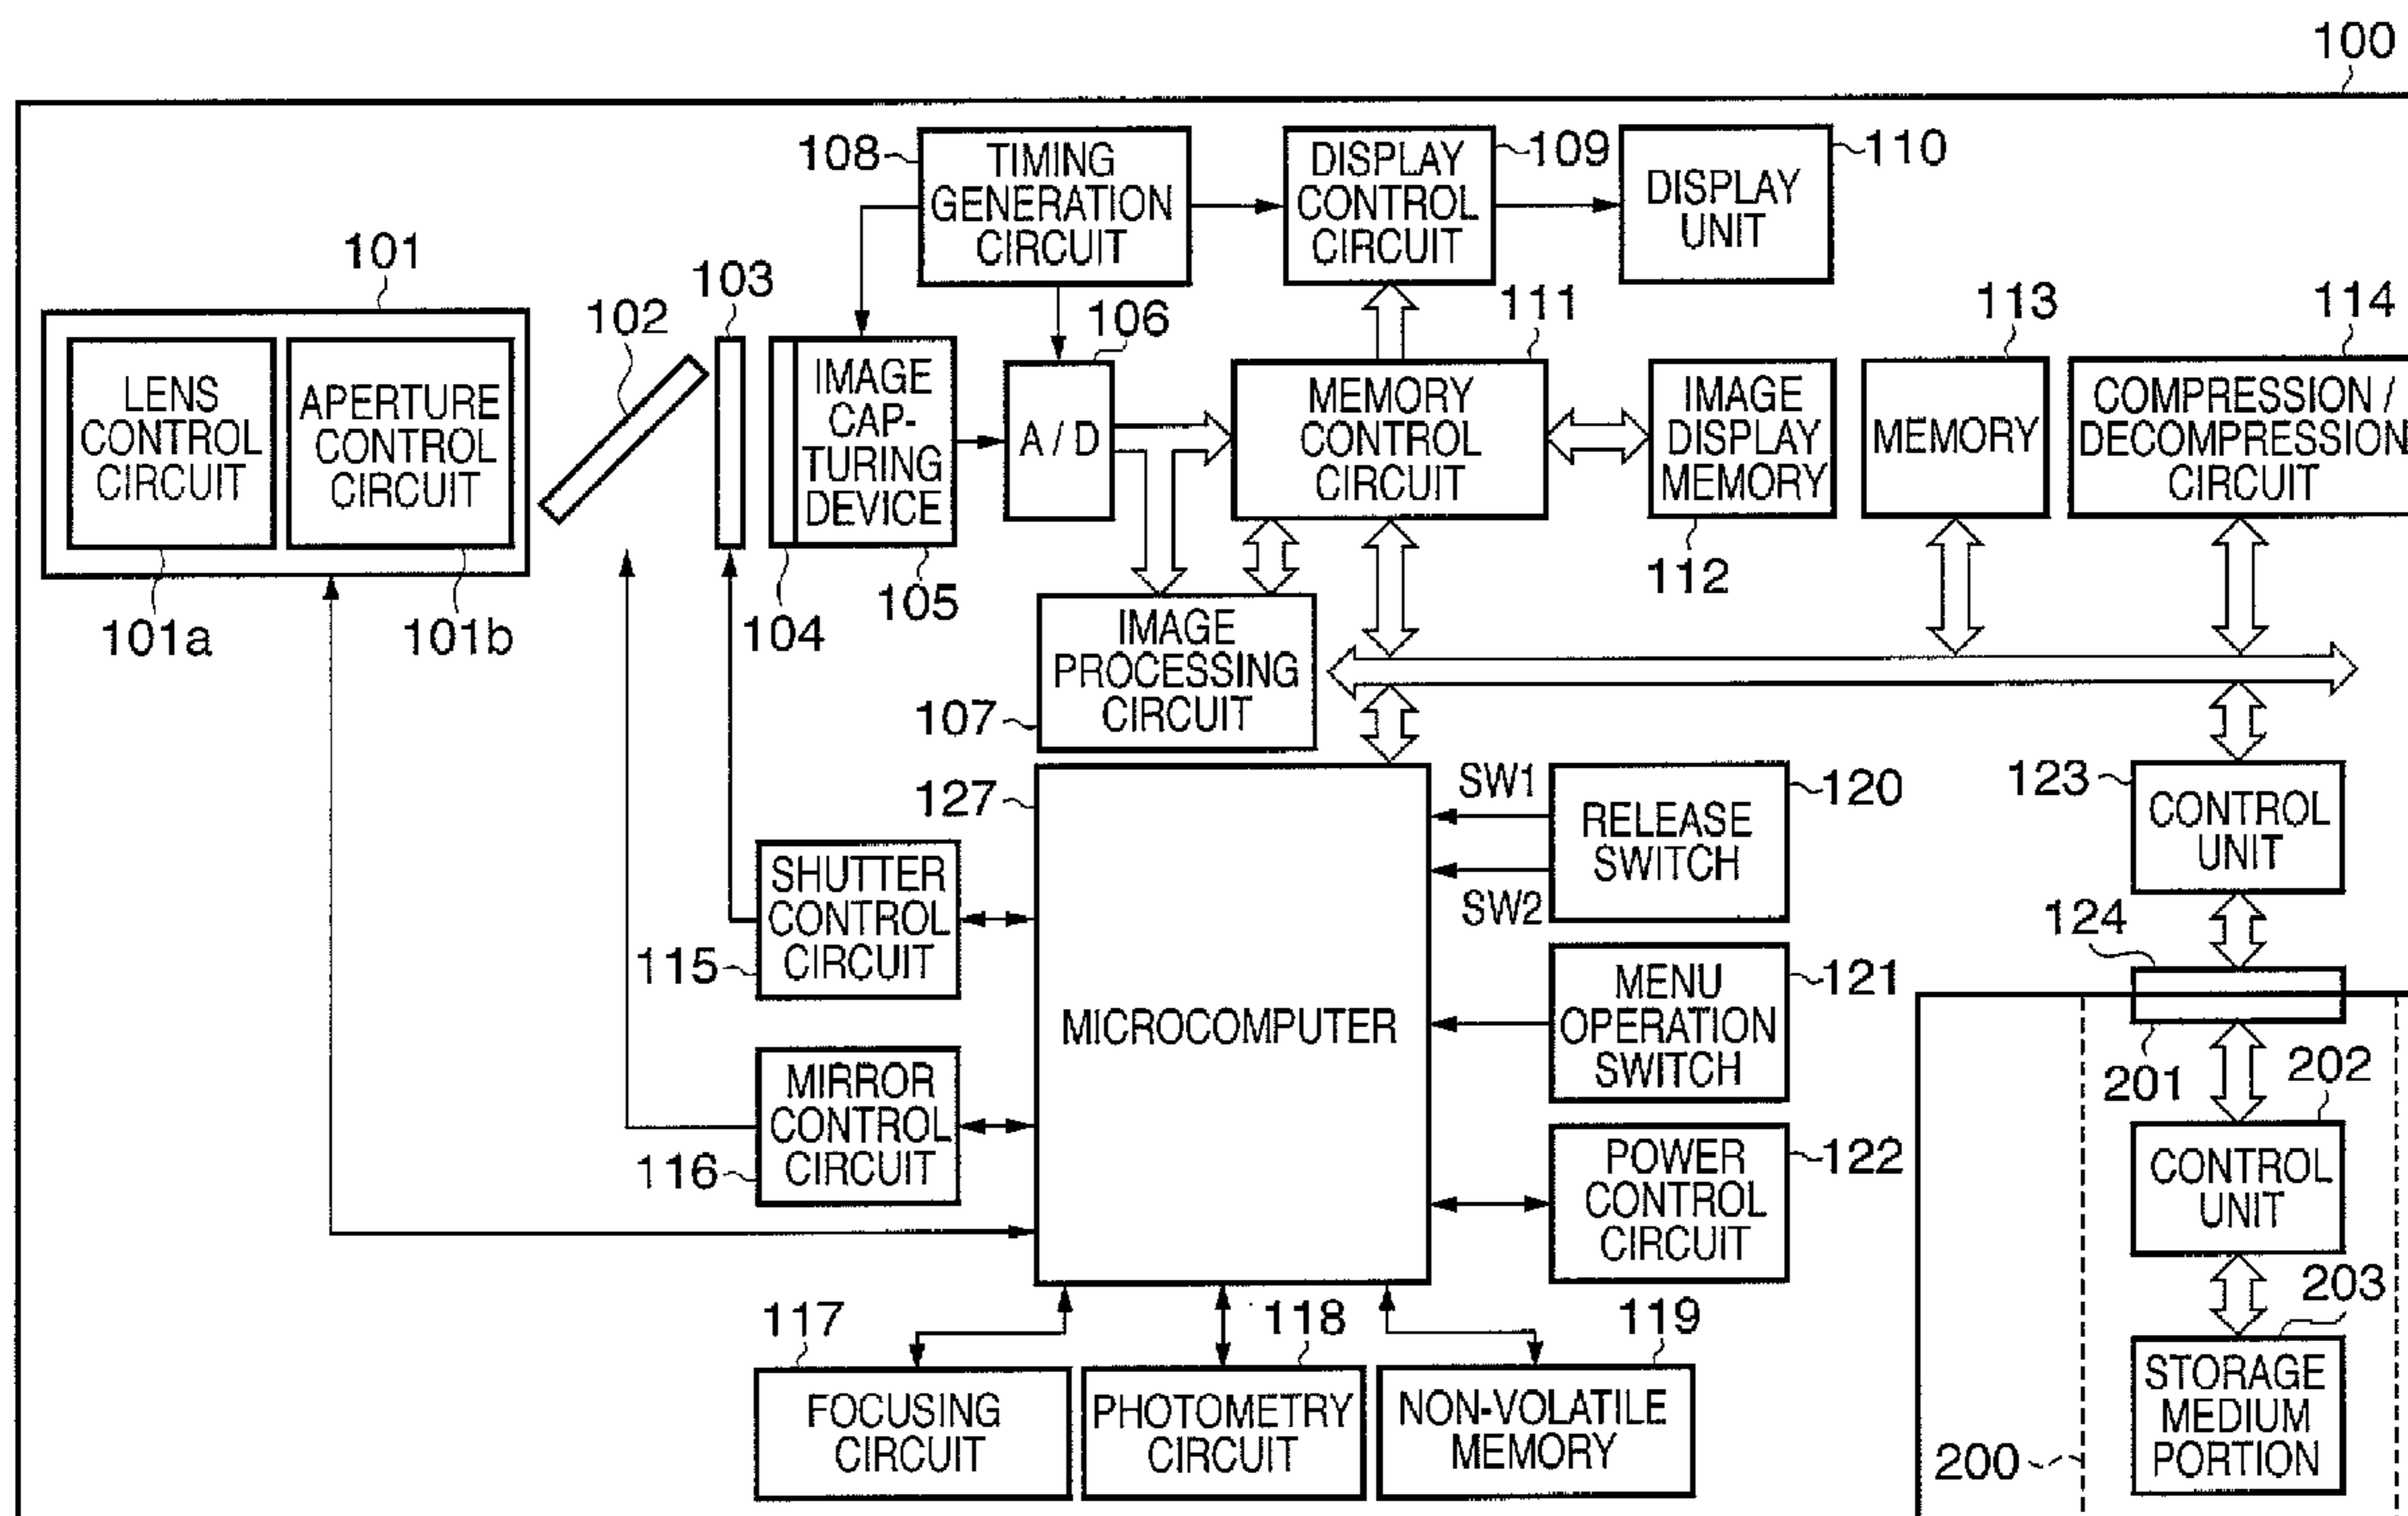 100
108
TIMING
GENERATION
CIRCUIT
DISPLAY
CONTROL
CIRCUIT
109
DISPLAY
UNIT
110
101
LENS
CONTROL
CIRCUIT
APERTURE
CONTROL
CIRCUIT
101a
101b
102
103
IMAGE
CAP-
TURING
DEVICE
104
105
106
A / D
111
MEMORY
CONTROL
CIRCUIT
IMAGE
DISPLAY
MEMORY
112
113
MEMORY
114
COMPRESSION /
DECOMPRESSION
CIRCUIT
IMAGE
PROCESSING
CIRCUIT
107
127
MICROCOMPUTER
SW1
SW2
RELEASE
SWITCH
120
SHUTTER
CONTROL
CIRCUIT
115
MENU
OPERATION
SWITCH
121
MIRROR
CONTROL
CIRCUIT
116
POWER
CONTROL
CIRCUIT
122
123
CONTROL
UNIT
124
201
202
CONTROL
UNIT
203
STORAGE
MEDIUM
PORTION
200
117
FOCUSING
CIRCUIT
118
PHOTOMETRY
CIRCUIT
119
NON-VOLATILE
MEMORY